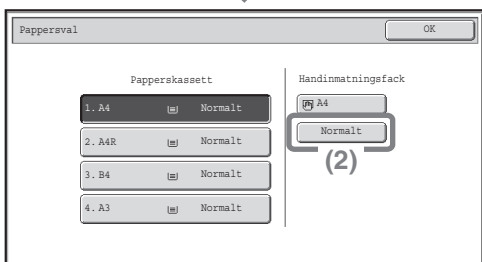 Pappersval OK
Papperskassett Handinmatningsfack
1. A4 Normalt A4
2. A4R Normalt Normalt
(2)
3. B4 Normalt
4. A3 Normalt